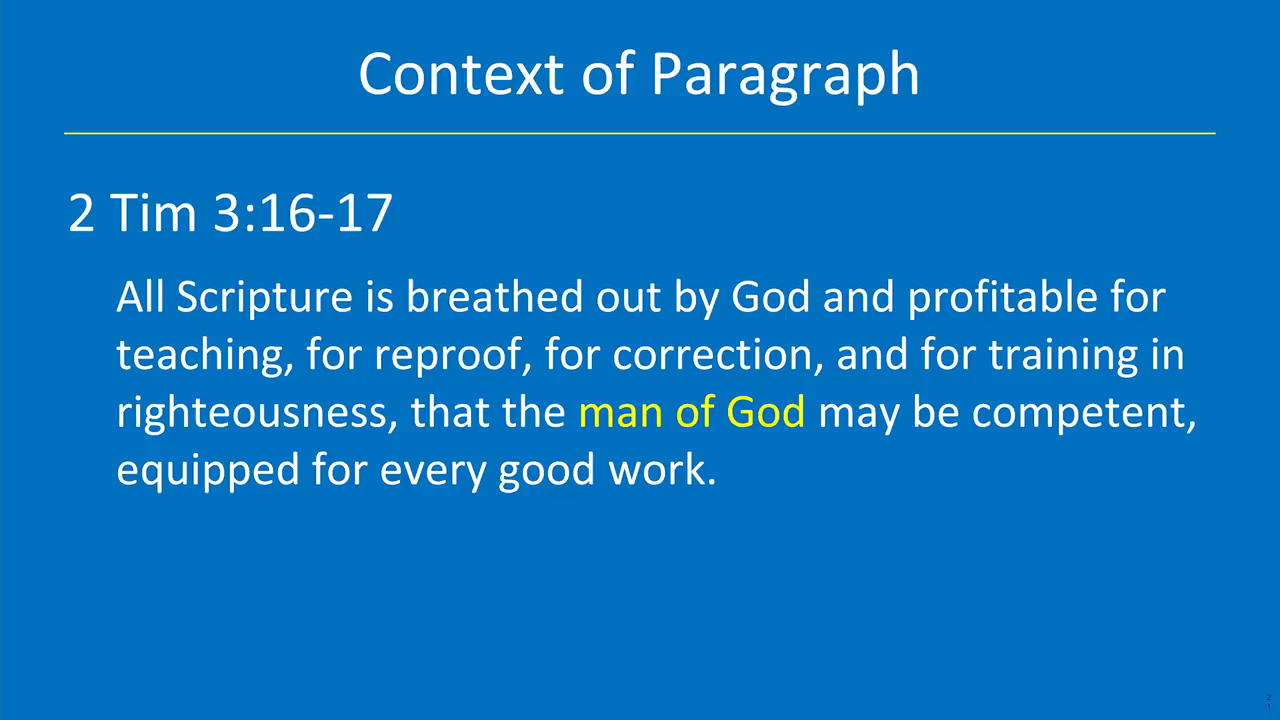 Context of Paragraph
2 Tim 3:16-17
All Scripture is breathed out by God and profitable for
teaching, for reproof, for correction, and for training in
righteousness, that the man of God may be competent,
equipped for every good work.
2
1